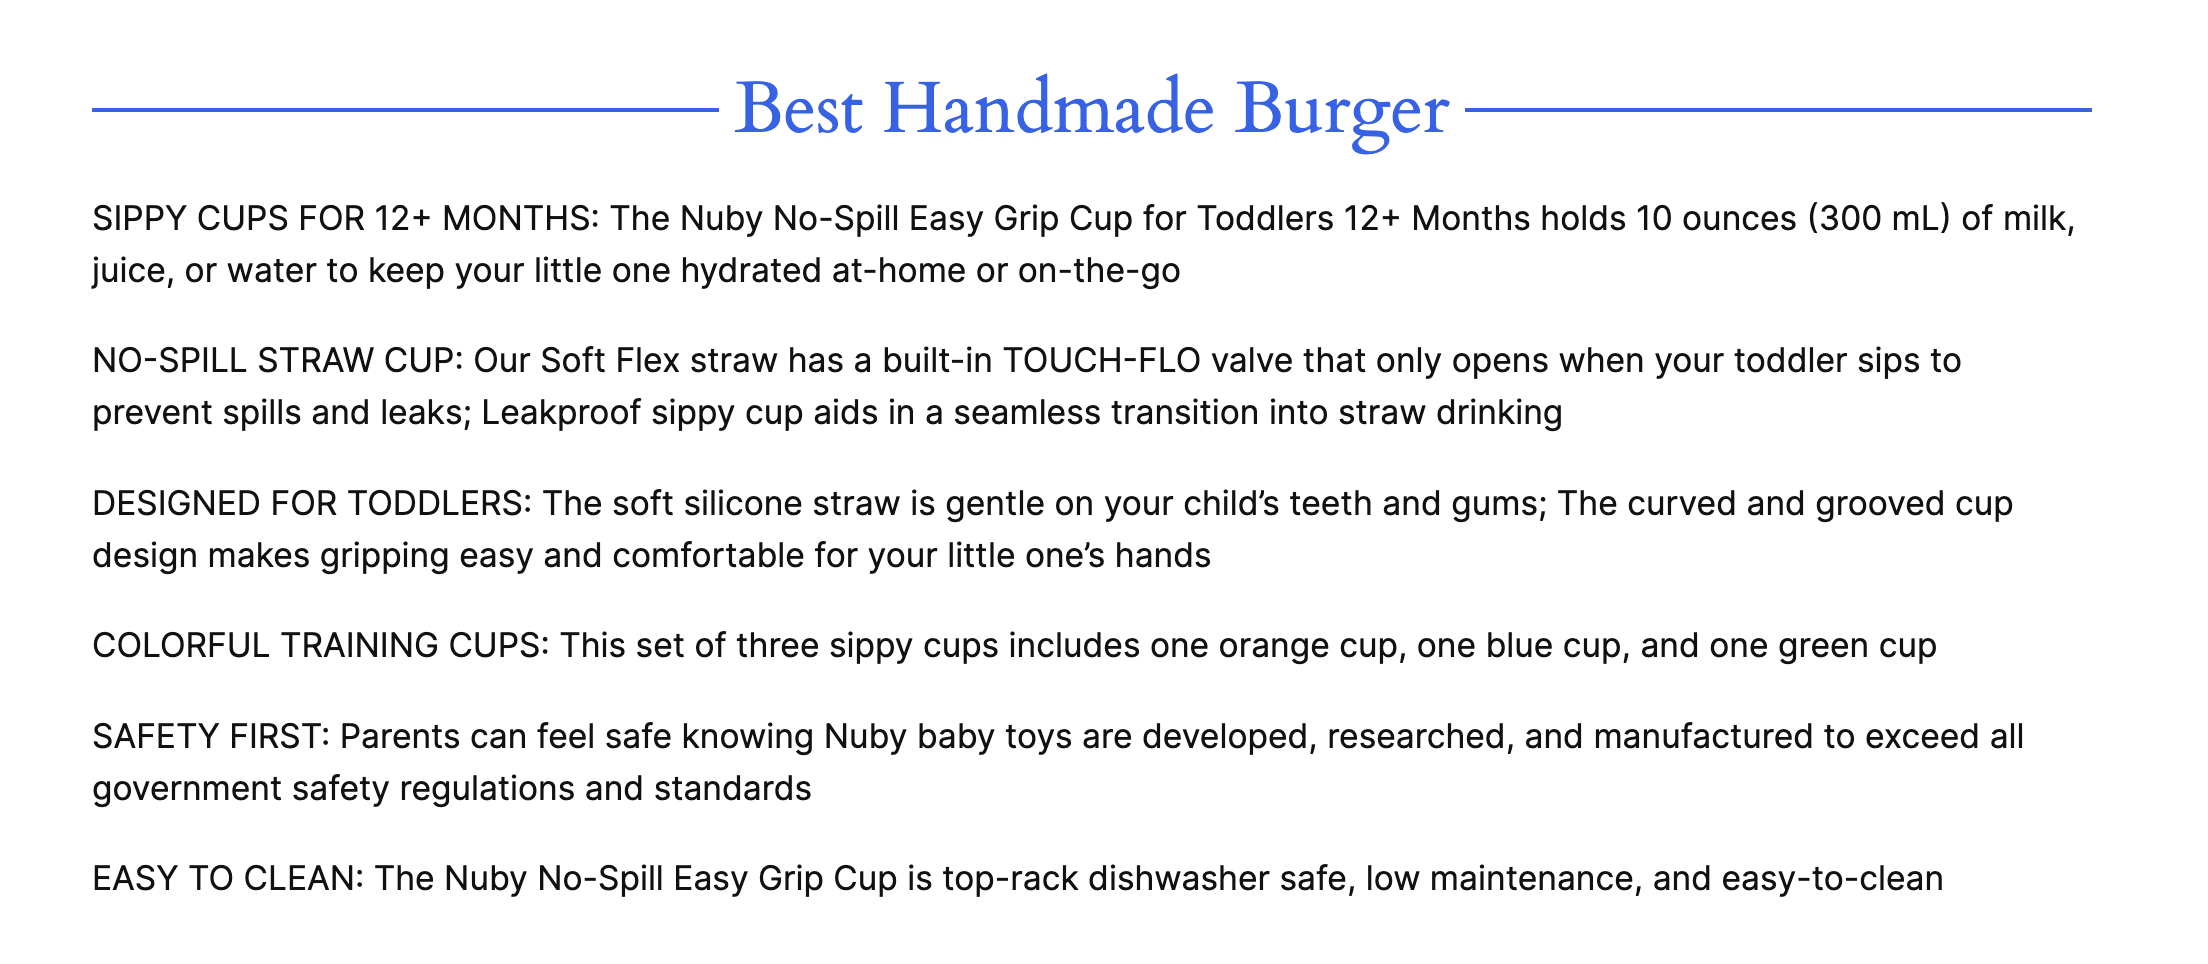 Best Handmade Burger
SIPPY CUPS FOR 12+ MONTHS: The Nuby No-Spill Easy Grip Cup for Toddlers 12+ Months holds 10 ounces (300 mL) of milk,
juice, or water to keep your little one hydrated at-home or on-the-go
NO-SPILL STRAW CUP: Our Soft Flex straw has a built-in TOUCH-FLO valve that only opens when your toddler sips to
prevent spills and leaks; Leakproof sippy cup aids in a seamless transition into straw drinking
DESIGNED FOR TODDLERS: The soft silicone straw is gentle on your child’s teeth and gums; The curved and grooved cup
design makes gripping easy and comfortable for your little one’s hands
COLORFUL TRAINING CUPS: This set of three sippy cups includes one orange cup, one blue cup, and one green cup
SAFETY FIRST: Parents can feel safe knowing Nuby baby toys are developed, researched, and manufactured to exceed all
government safety regulations and standards
EASY TO CLEAN: The Nuby No-Spill Easy Grip Cup is top-rack dishwasher safe, low maintenance, and easy-to-clean